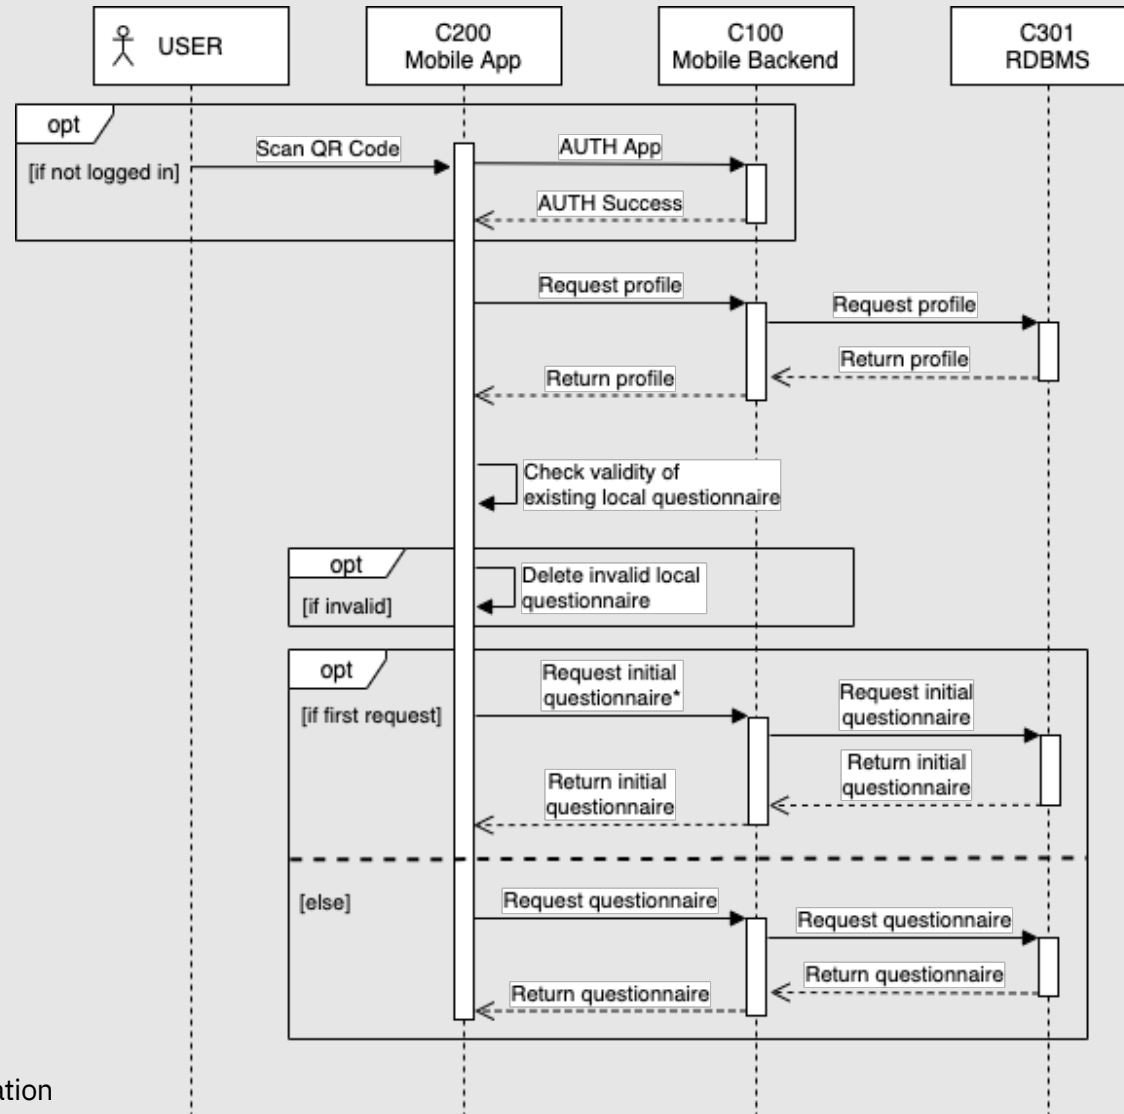 USER
C200
Mobile App
C100
Mobile Backend
C301
RDBMS
opt
[if not logged in]
Scan QR Code
AUTH App
AUTH Success
Request profile
Request profile
Return profile
Return profile
Check validity of
existing local questionnaire
opt
[if invalid]
Delete invalid local
questionnaire
opt
[if first request]
Request initial
questionnaire*
Request initial
questionnaire
Return initial
questionnaire
Return initial
questionnaire
[else]
Request questionnaire
Request questionnaire
Return questionnaire
Return questionnaire
ation